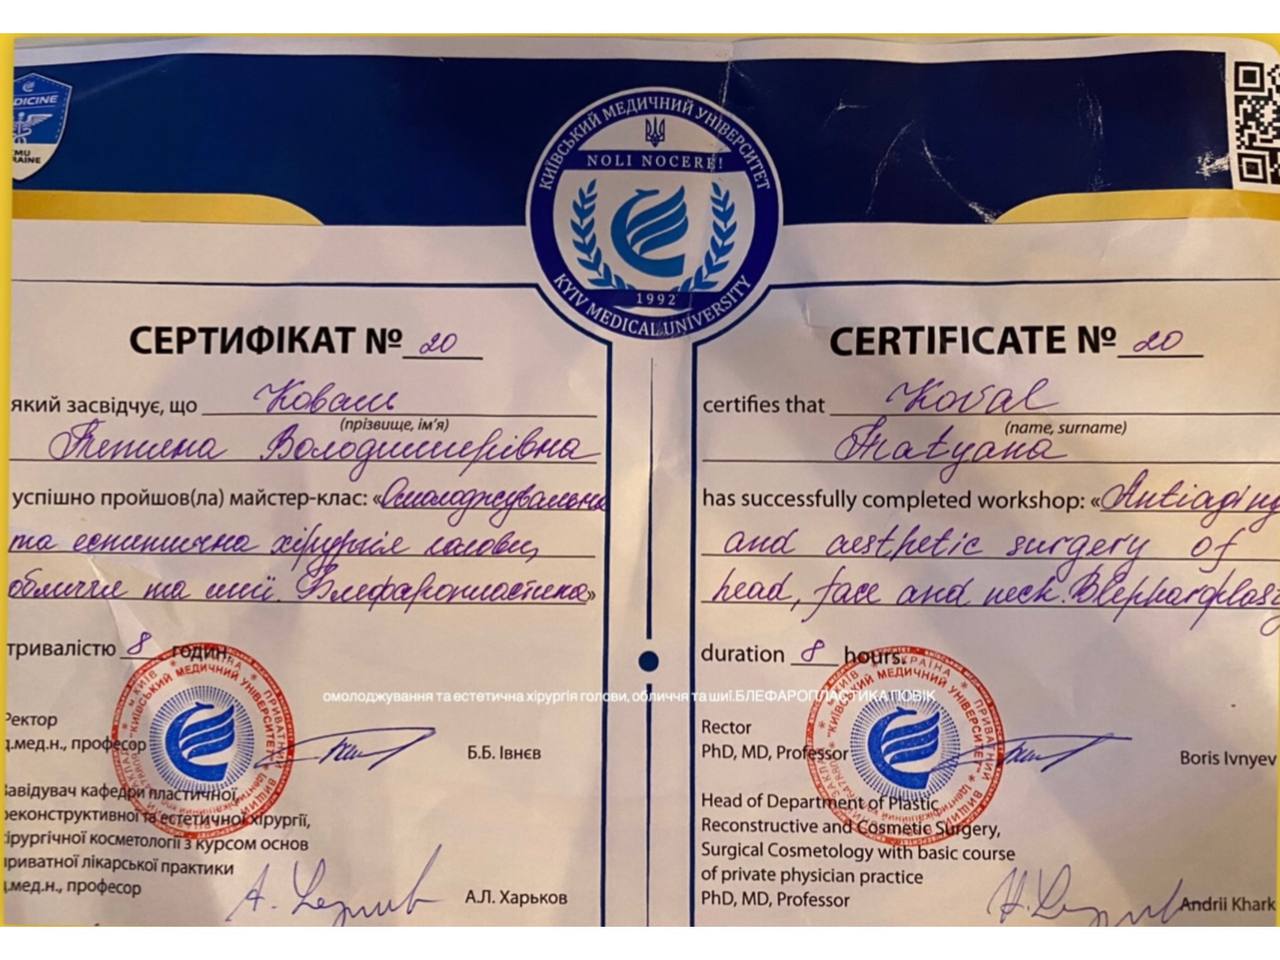 DICINE
КИЇВСЬКИЙ МЕДИЧНИЙ УНІВЕРСИТЕТ
NOLI NOCERE!
1992
KYIV MEDICAL UNIVERSITY
СЕРТИФІКАТ № 20
який засвідчує, що Коваль
(прізвище, ім'я)
Тетяна Володимирівна
успішно пройшов(ла) майстер-клас: «Омолоджувальна
та естетична хірургія голови,
обличчя та шиї. Блефаропластика»
тривалістю 8 годин.
Ректор
д.мед.н., професор
Б.Б. Івнєв
Завідувач кафедри пластичної,
реконструктивної та естетичної хірургії,
хірургічної косметології з курсом основ
приватної лікарської практики
д.мед.н., професор
А.Л. Харьков
CERTIFICATE № 20
certifies that Koval
(name, surname)
Tratyana
has successfully completed workshop: «Antiaging
and aesthetic surgery of
head, face and neck. Blepharoplasty
duration 8 hours.
омолоджування та естетична хірургія голови, обличчя та шиї.БЛЕФАРОПЛАСТИКА ПОВІК
Rector
PhD, MD, Professor
Boris Ivnyev
Head of Department of Plastic
Reconstructive and Cosmetic Surgery,
Surgical Cosmetology with basic course
of private physician practice
PhD, MD, Professor
Andrii Khark